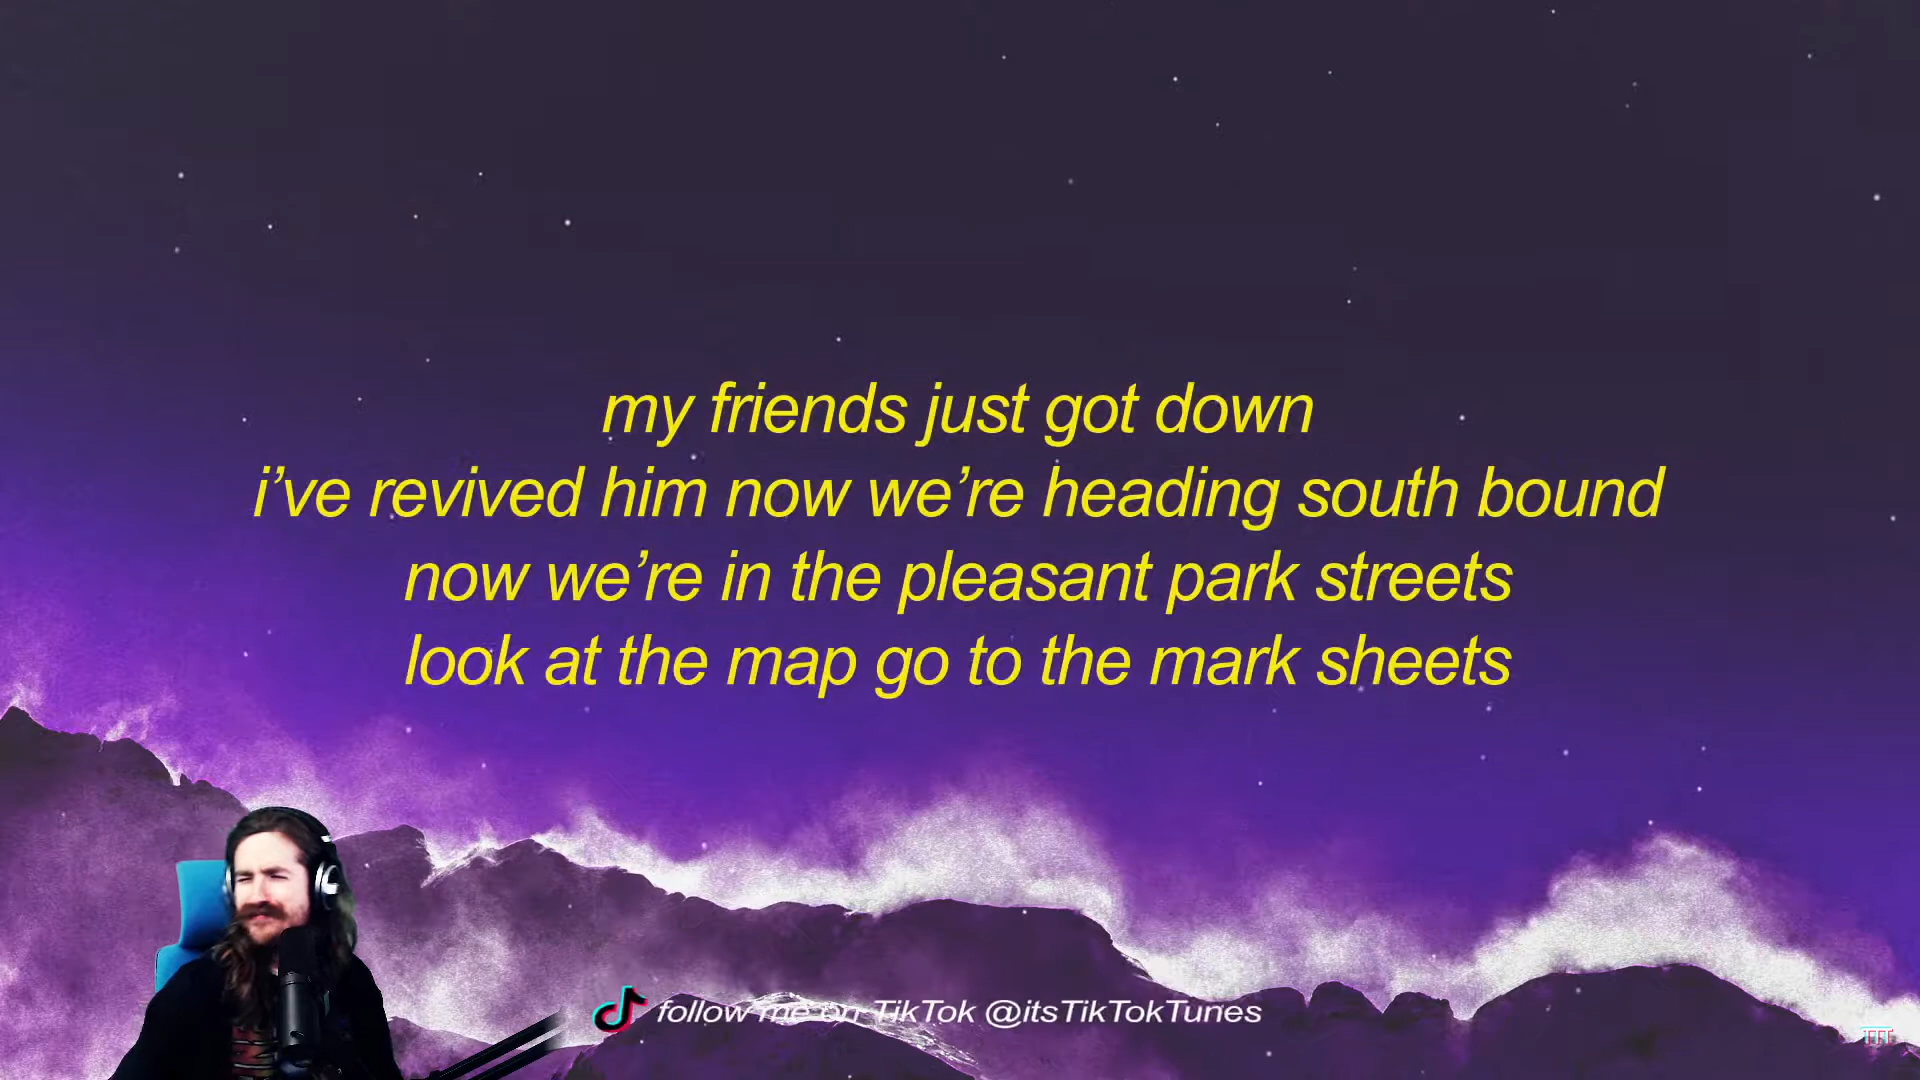 my friends just got down
i’ve revived him now we’re heading south bound
now we’re in the pleasant park streets
look at the map go to the mark sheets
follow me on TikTok @itsTikTokTunes